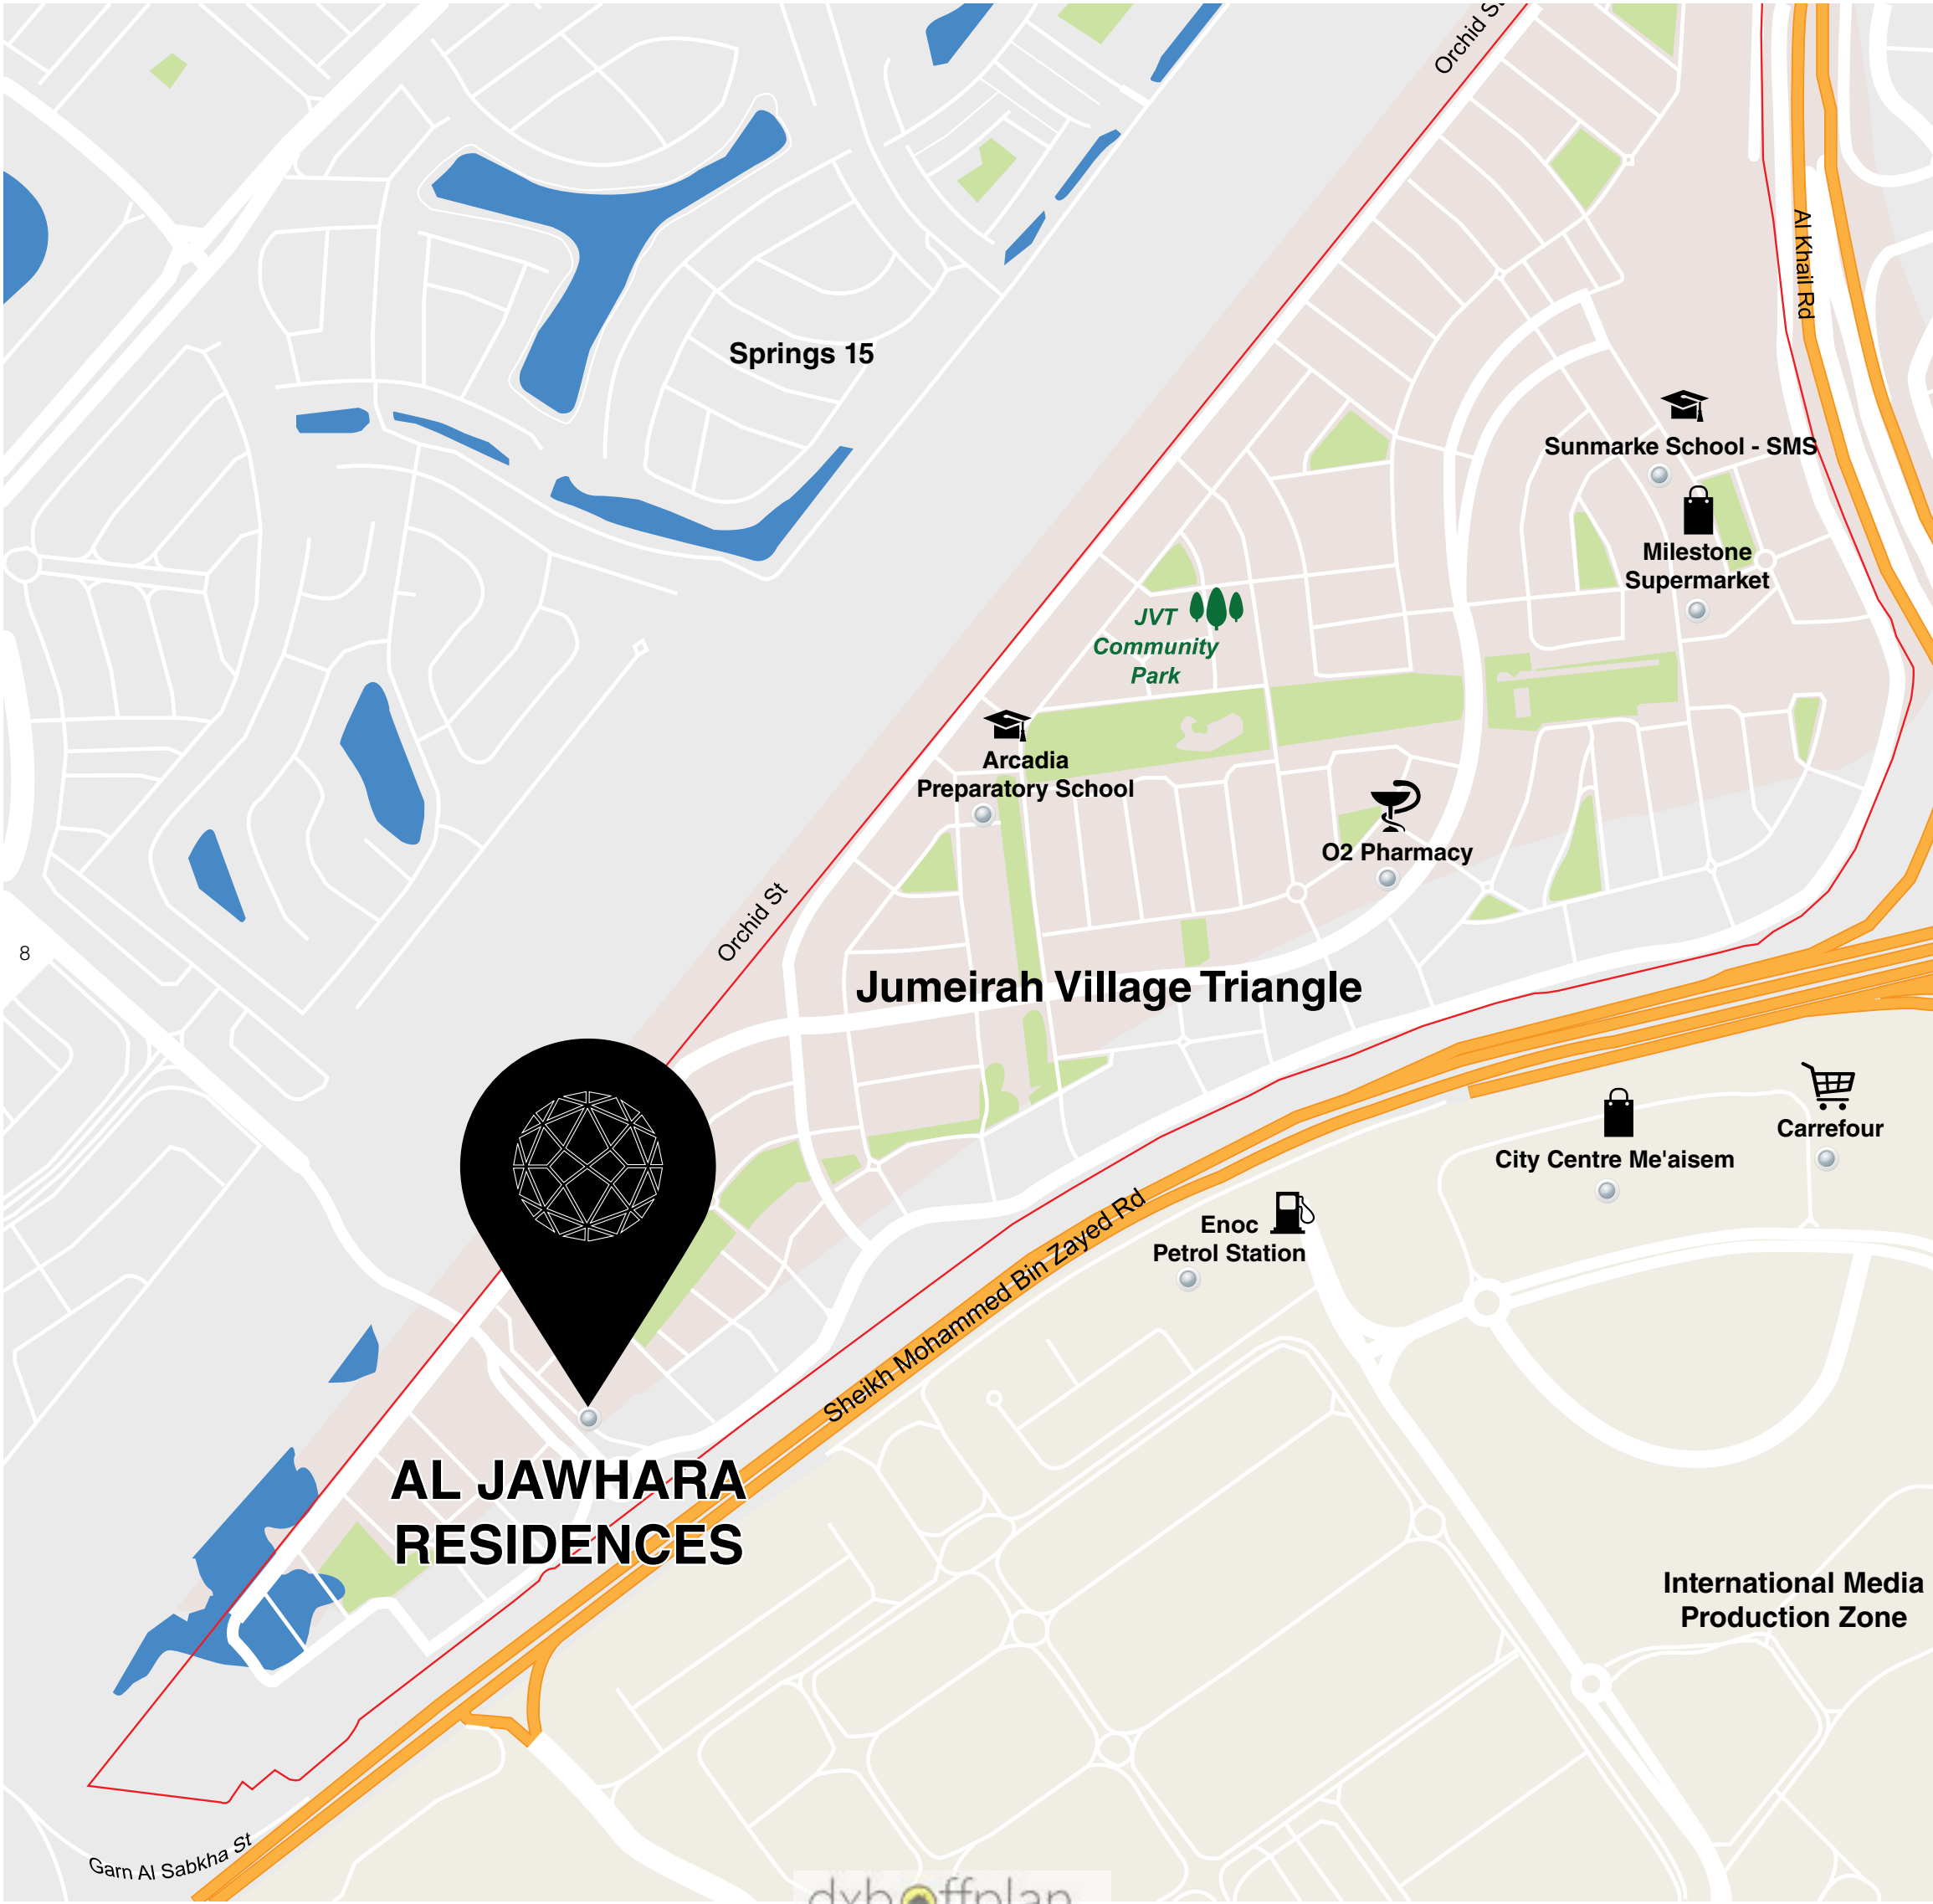 Orchid St
Al Khail Rd
Springs 15
Sunmarke School - SMS
Milestone
Supermarket
JVT
Community
Park
Arcadia
Preparatory School
O2 Pharmacy
Orchid St
8
Jumeirah Village Triangle
Carrefour
City Centre Me'aisem
Enoc
Petrol Station
Sheikh Mohammed Bin Zayed Rd
AL JAWHARA
RESIDENCES
International Media
Production Zone
Garn Al Sabkha St
dxboffplan